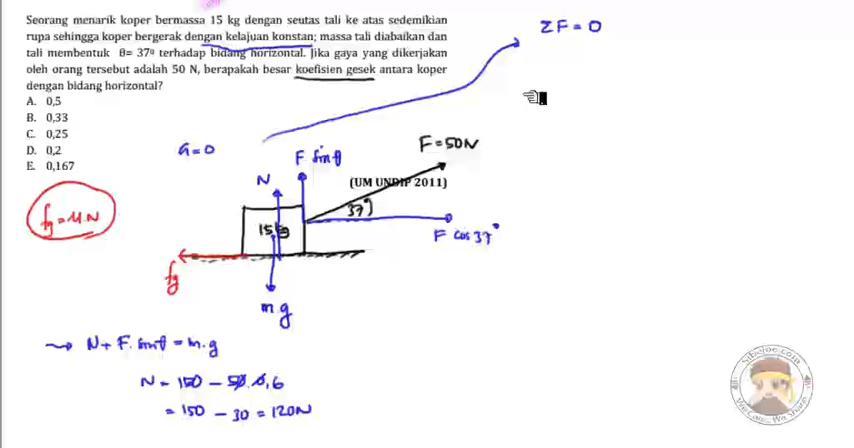 Seorang menarik koper bermassa 15 kg dengan seutas tali ke atas sedemikian
rupa sehingga koper bergerak dengan kelajuan konstan; massa tali diabaikan dan
tali membentuk θ= 37º terhadap bidang horizontal. Jika gaya yang dikerjakan
oleh orang tersebut adalah 50 N, berapakah besar koefisien gesek antara koper
dengan bidang horizontal?
A. 0,5
B. 0,33
C. 0,25
D. 0,2
E. 0,167
(UM UNDIP 2011)
ΣF = 0
a = 0
F = 50N
F sin θ
N
37°
15 kg
F cos 37°
fg = μ.N
fg
m.g
→ N + F. sin θ = m.g
N = 150 - 50. 0,6
= 150 - 30 = 120N
Sibejoo.com